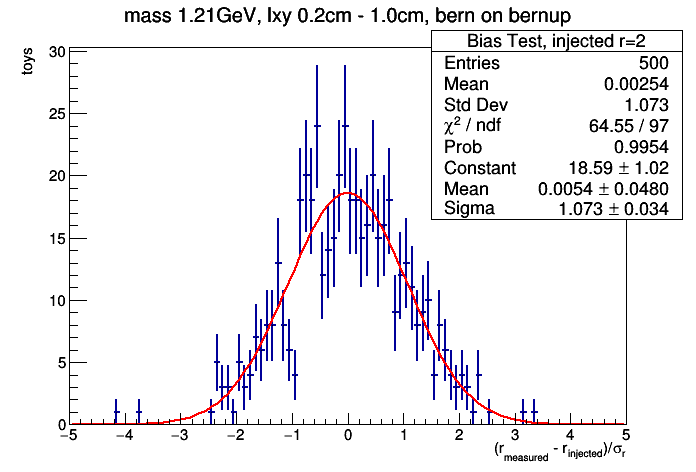 mass 1.21GeV, lxy 0.2cm - 1.0cm, bern on bernup
toys
Bias Test, injected r=2
Entries 500
Mean 0.00254
Std Dev 1.073
χ² / ndf 64.55 / 97
Prob 0.9954
Constant 18.59 ± 1.02
Mean 0.0054 ± 0.0480
Sigma 1.073 ± 0.034
30
25
20
15
10
5
0
−5 −4 −3 −2 −1 0 1 2 3 4 5
(r_measured - r_injected)/σ_r